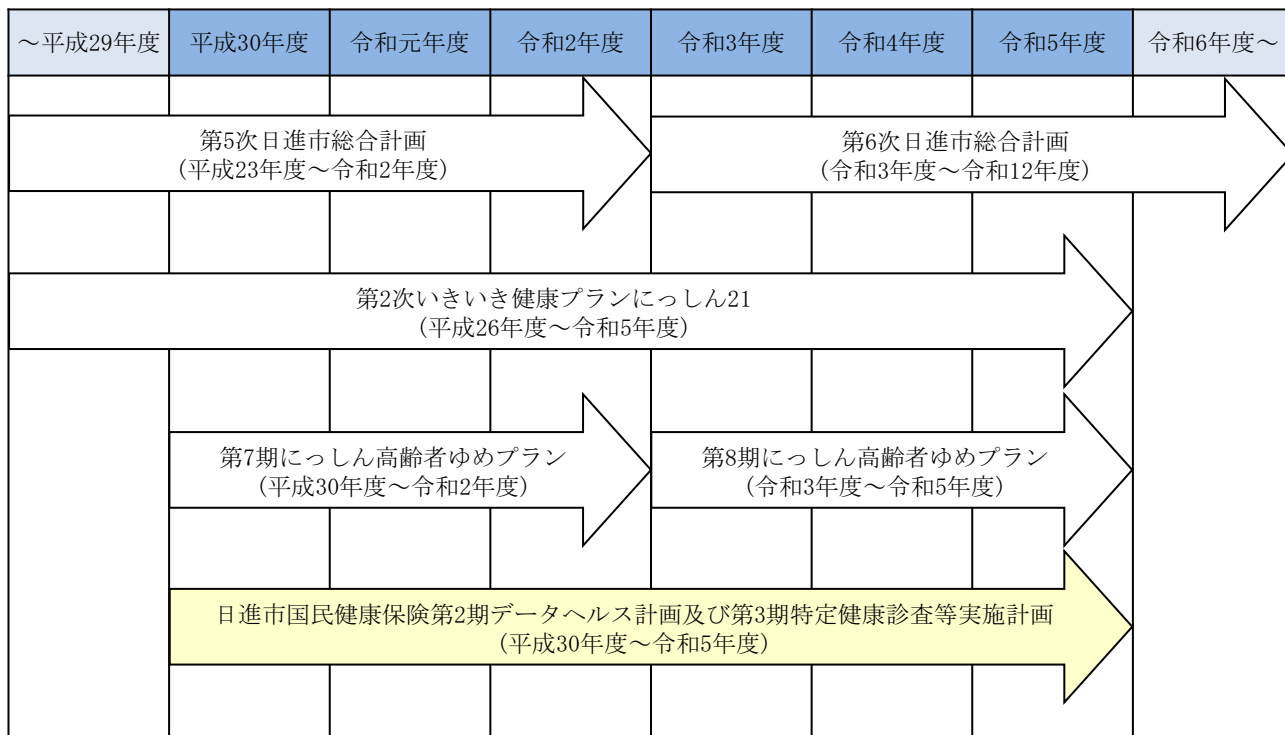 ～平成29年度
平成30年度
令和元年度
令和2年度
令和3年度
令和4年度
令和5年度
令和6年度～
第5次日進市総合計画
（平成23年度～令和2年度）
第6次日進市総合計画
（令和3年度～令和12年度）
第2次いきいき健康プランにっしん21
（平成26年度～令和5年度）
第7期にっしん高齢者ゆめプラン
（平成30年度～令和2年度）
第8期にっしん高齢者ゆめプラン
（令和3年度～令和5年度）
日進市国民健康保険第2期データヘルス計画及び第3期特定健康診査等実施計画
（平成30年度～令和5年度）